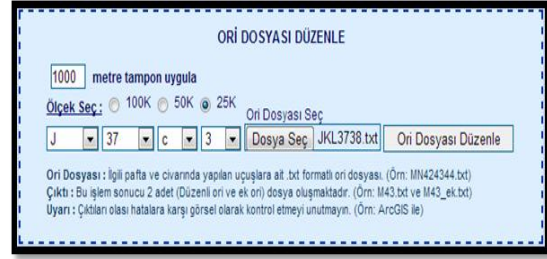 ORİ DOSYASI DÜZENLE
1000 metre tampon uygula
Ölçek Seç : 100K 50K 25K
Ori Dosyası Seç
J 37 c 3 Dosya Seç JKL3738.txt Ori Dosyası Düzenle
Ori Dosyası : İlgili pafta ve civarında yapılan uçuşlara ait .txt formatlı ori dosyası. (Örn: MN424344.txt)
Çıktı : Bu işlem sonucu 2 adet (Düzenli ori ve ek ori) dosya oluşmaktadır. (Örn: M43.txt ve M43_ek.txt)
Uyarı : Çıktıları olası hatalara karşı görsel olarak kontrol etmeyi unutmayın. (Örn: ArcGIS ile)